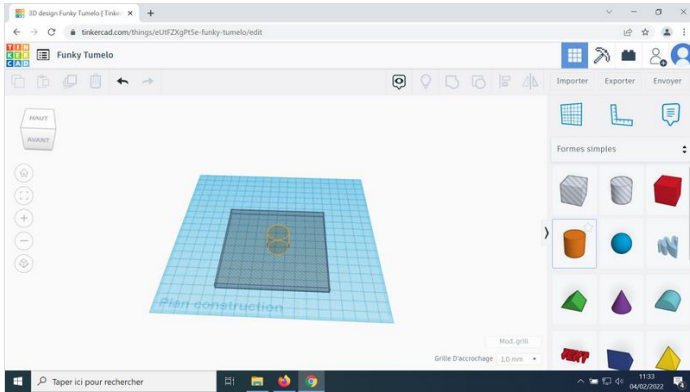 3D design Funky Tumelo | Tinker
tinkercad.com/things/eUtFZXgPtSe-funky-tumelo/edit
TIN
KER
CAD
Funky Tumelo
Importer
Exporter
Envoyer
HAUT
AVANT
Formes simples
Plan construction
Mod. grill
Grille D'accrochage
1,0 mm
Taper ici pour rechercher
11:33
04/02/2022